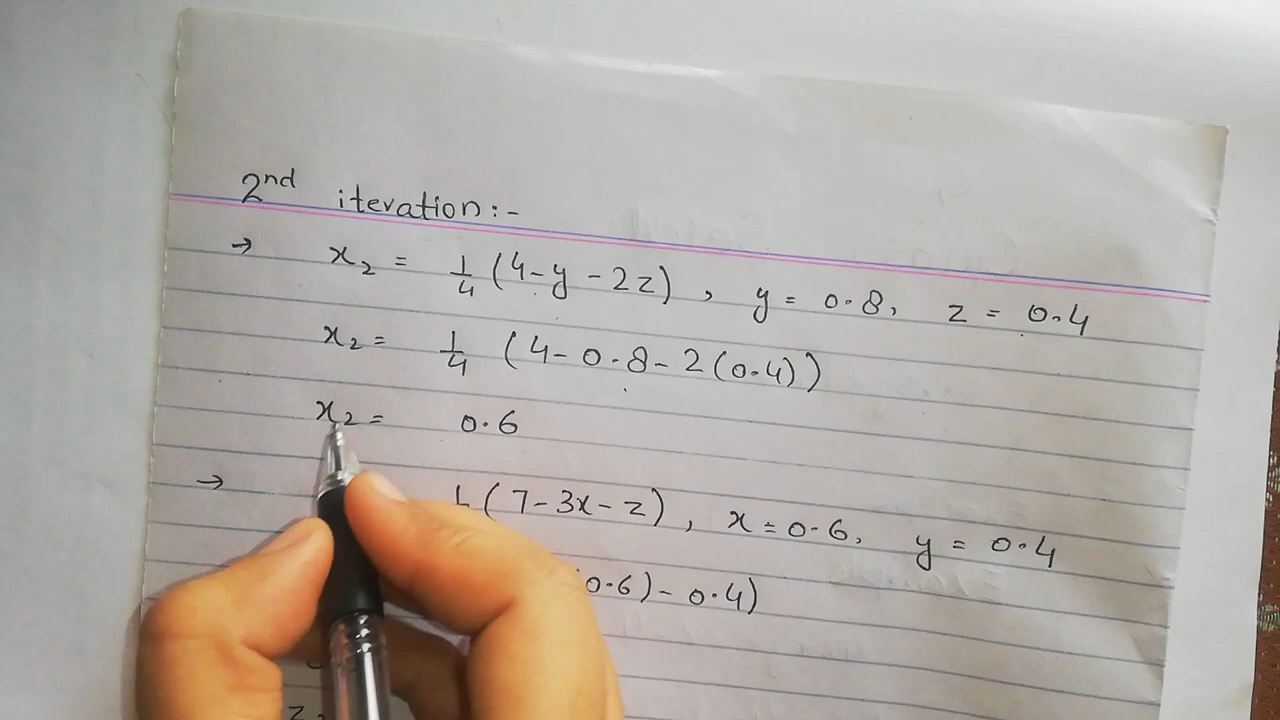 2nd iteration:-
→ x₂ = 1/4 (4-y-2z), y = 0.8, z = 0.4
x₂ = 1/4 (4-0.8-2(0.4))
x₂ = 0.6
→ (7-3x-z), x = 0.6, y = 0.4
0.6)-0.4)